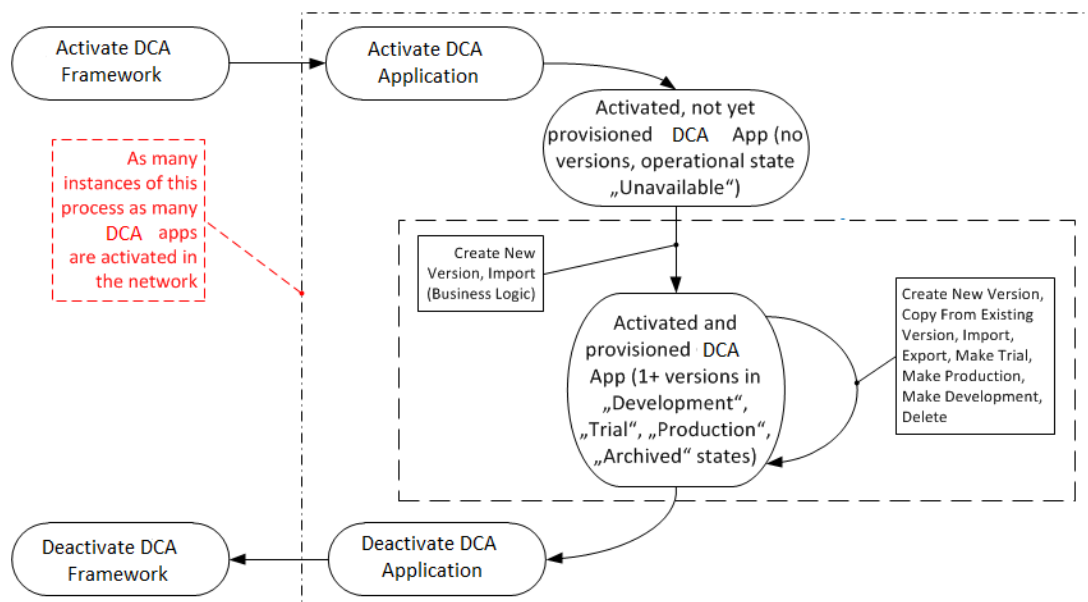 Activate DCA
Framework
Activate DCA
Application
Activated, not yet
provisioned DCA App (no
versions, operational state
„Unavailable“)
As many
instances of this
process as many
DCA apps
are activated in
the network
Create New
Version, Import
(Business Logic)
Activated and
provisioned DCA
App (1+ versions in
„Development“,
„Trial“, „Production“,
„Archived“ states)
Create New Version,
Copy From Existing
Version, Import,
Export, Make Trial,
Make Production,
Make Development,
Delete
Deactivate DCA
Framework
Deactivate DCA
Application